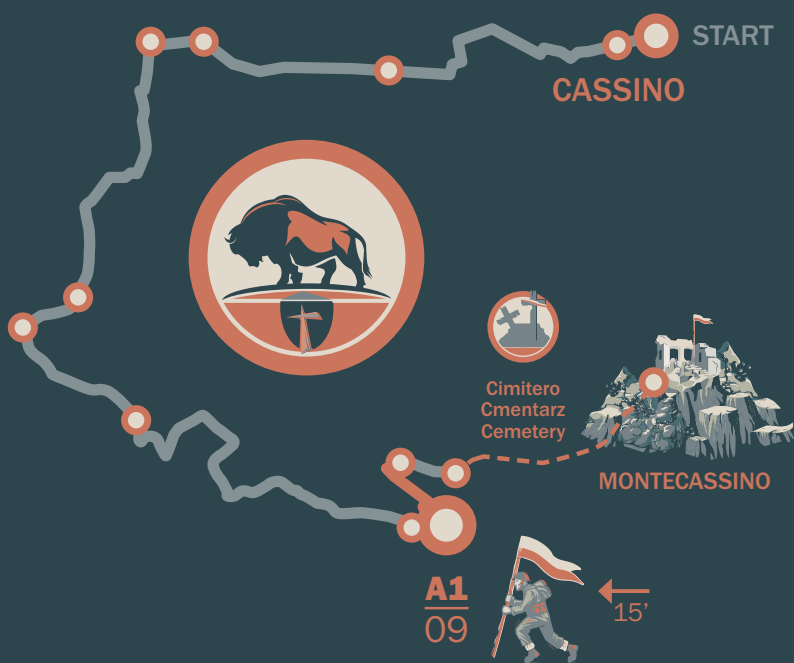 START
CASSINO
Cimitero
Cmentarz
Cemetery
MONTECASSINO
A1
09
15’